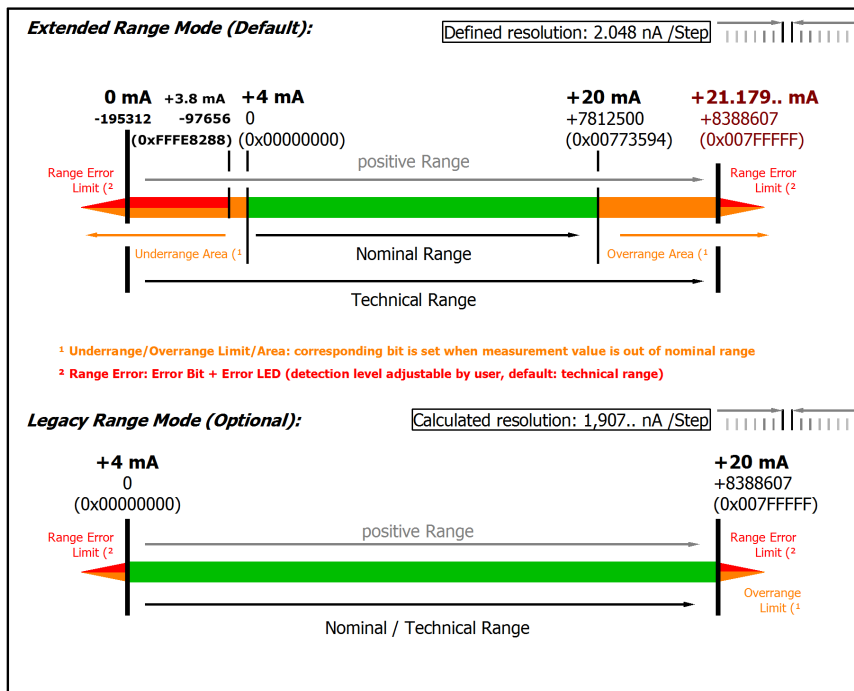 Extended Range Mode (Default):
Defined resolution: 2.048 nA /Step
0 mA +3.8 mA +4 mA +20 mA +21.179.. mA
-195312 -97656 0 +7812500 +8388607
(0xFFFE8288) (0x00000000) (0x00773594) (0x007FFFFF)
positive Range
Range Error Limit (²
Range Error Limit (²
Underrange Area (¹
Nominal Range
Overrange Area (¹
Technical Range
¹ Underrange/Overrange Limit/Area: corresponding bit is set when measurement value is out of nominal range
² Range Error: Error Bit + Error LED (detection level adjustable by user, default: technical range)
Legacy Range Mode (Optional):
Calculated resolution: 1,907.. nA /Step
+4 mA +20 mA
0 +8388607
(0x00000000) (0x007FFFFF)
positive Range
Range Error Limit (²
Range Error Limit (²
Overrange Limit (¹
Nominal / Technical Range